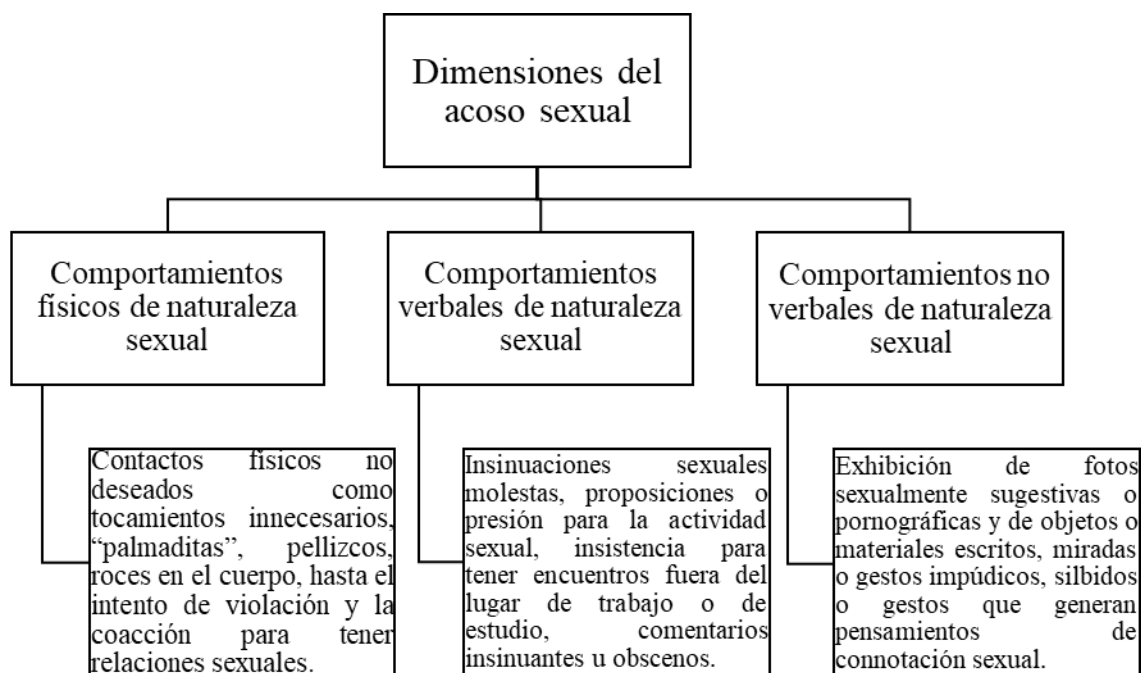 Dimensiones del
acoso sexual
Comportamientos
físicos de naturaleza
sexual
Comportamientos
verbales de naturaleza
sexual
Comportamientos no
verbales de naturaleza
sexual
Contactos físicos no
deseados como
tocamientos innecesarios,
“palmaditas”, pellizcos,
roces en el cuerpo, hasta el
intento de violación y la
coacción para tener
relaciones sexuales.
Insinuaciones sexuales
molestas, proposiciones o
presión para la actividad
sexual, insistencia para
tener encuentros fuera del
lugar de trabajo o de
estudio, comentarios
insinuantes u obscenos.
Exhibición de fotos
sexualmente sugestivas o
pornográficas y de objetos o
materiales escritos, miradas
o gestos impúdicos, silbidos
o gestos que generan
pensamientos de
connotación sexual.